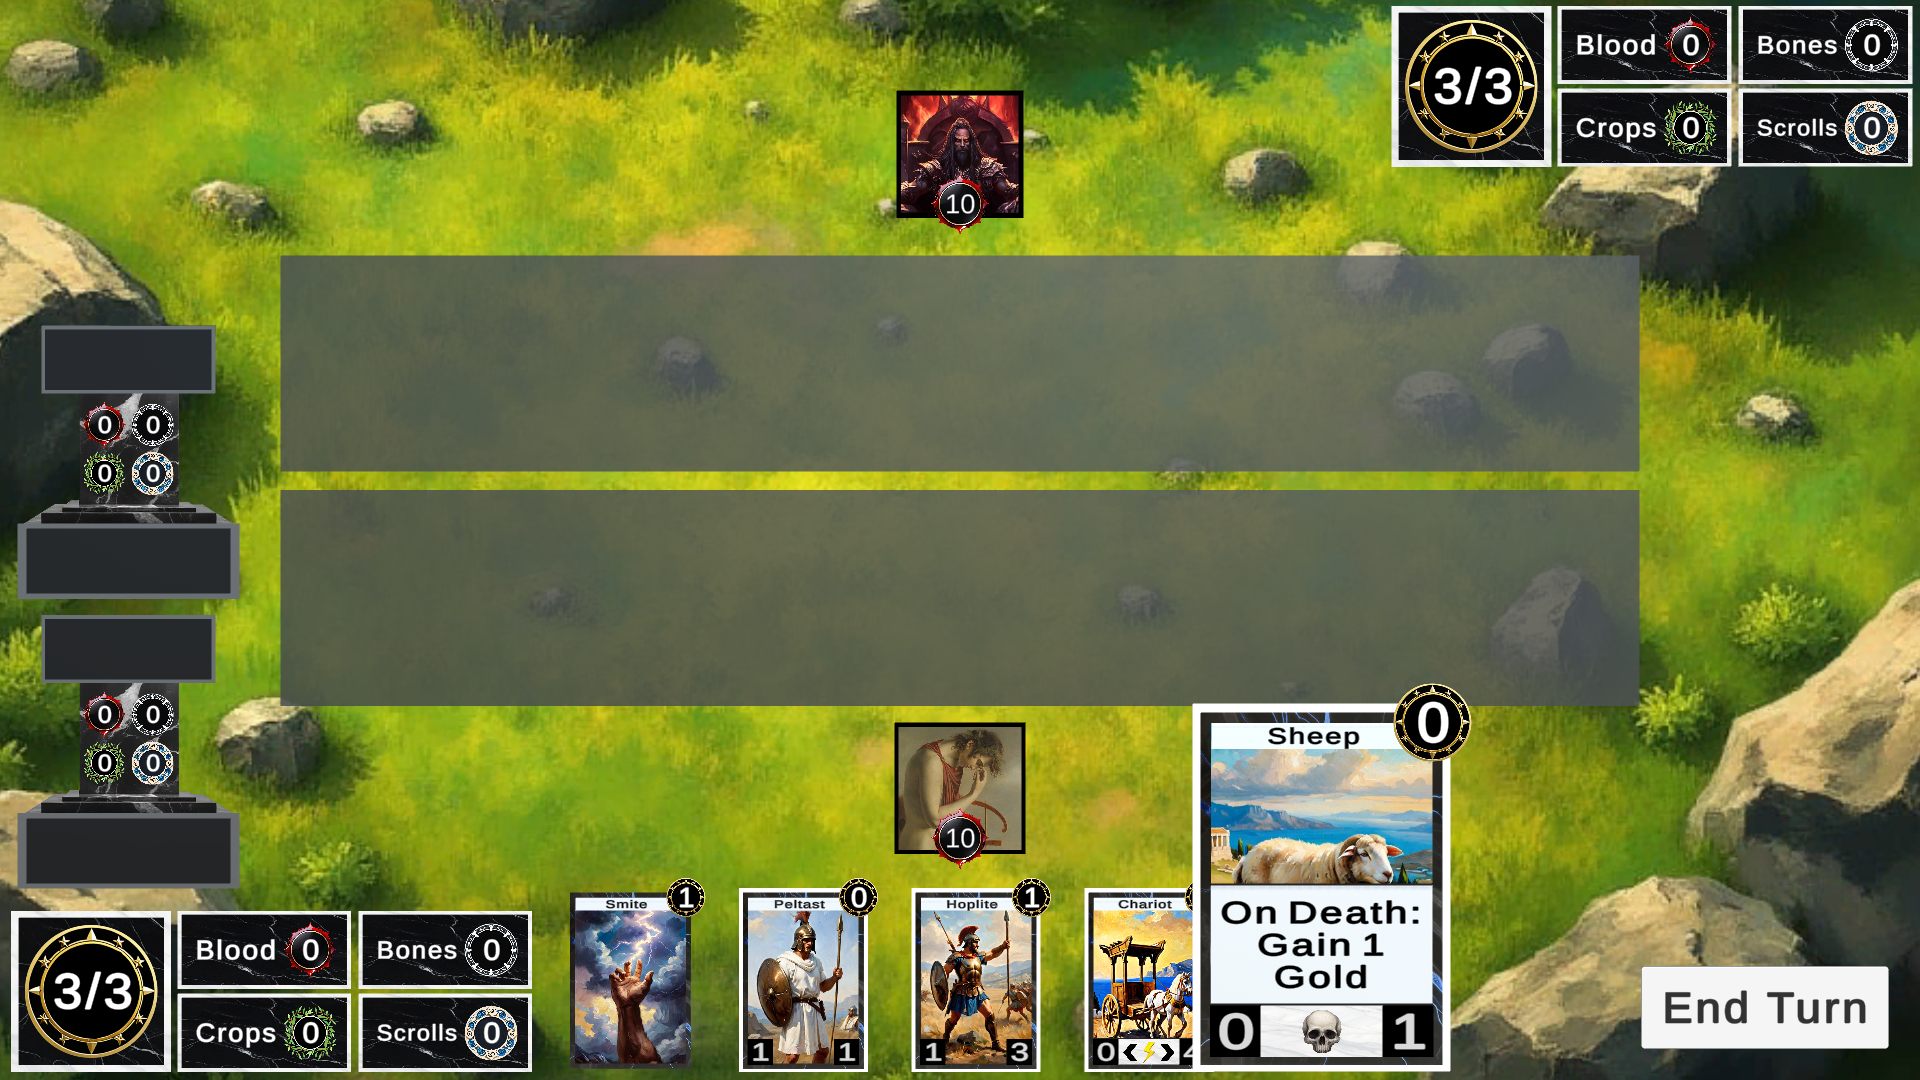 3/3
Blood 0
Bones 0
Crops 0
Scrolls 0
10
0 0
0 0
0 0
0 0
10
Sheep 0
On Death:
Gain 1
Gold
0 1
Smite 1
Peltast 0
1 1
Hoplite 1
1 3
Chariot
0
3/3
Blood 0
Bones 0
Crops 0
Scrolls 0
End Turn